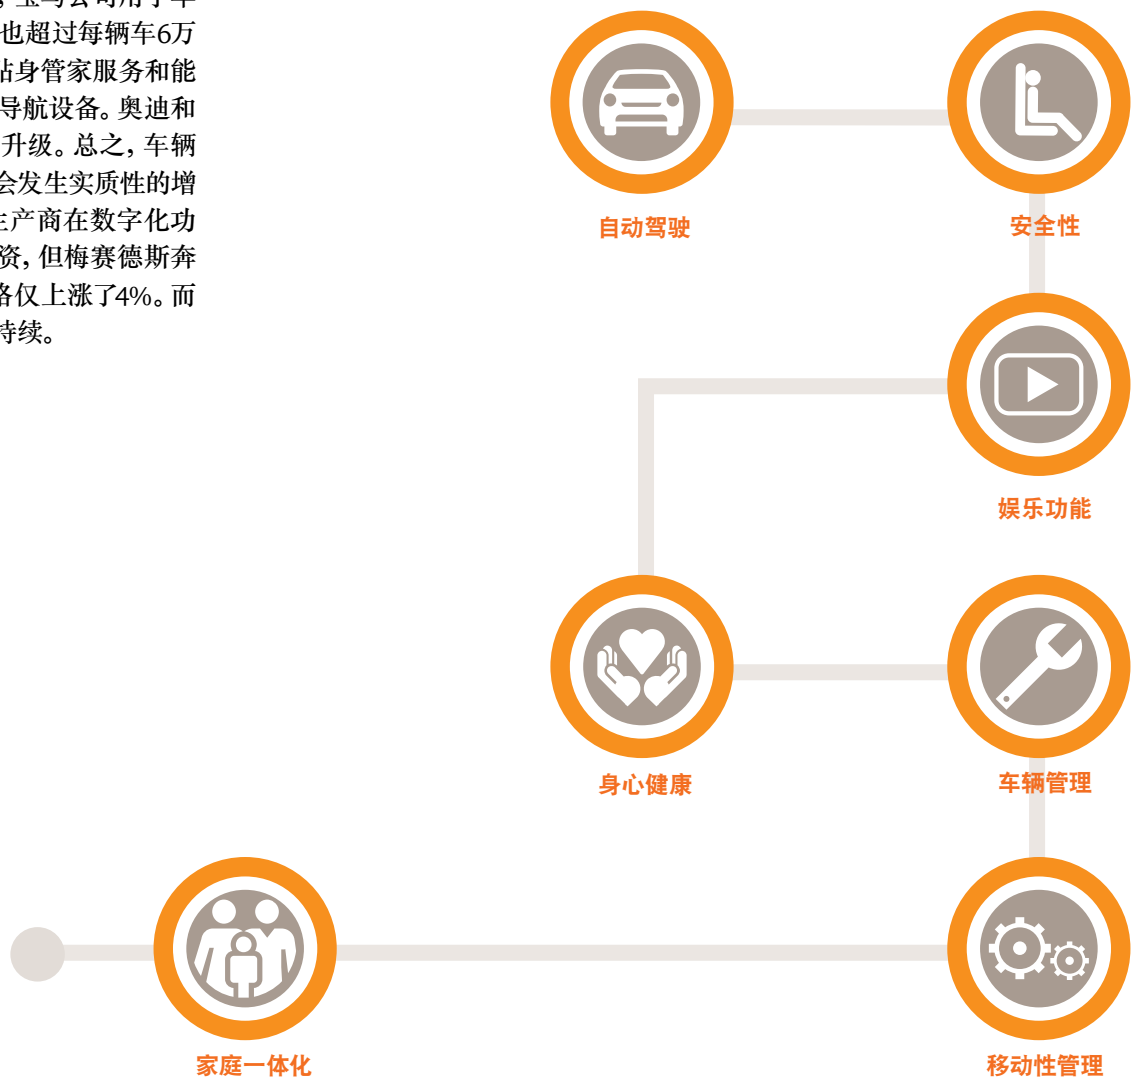 也超过每辆车6万
贴身管家服务和能
导航设备。奥迪和
升级。总之，车辆
会发生实质性的增
生产商在数字化功
资，但梅赛德斯奔
格仅上涨了4%。而
持续。
自动驾驶
安全性
娱乐功能
身心健康
车辆管理
家庭一体化
移动性管理